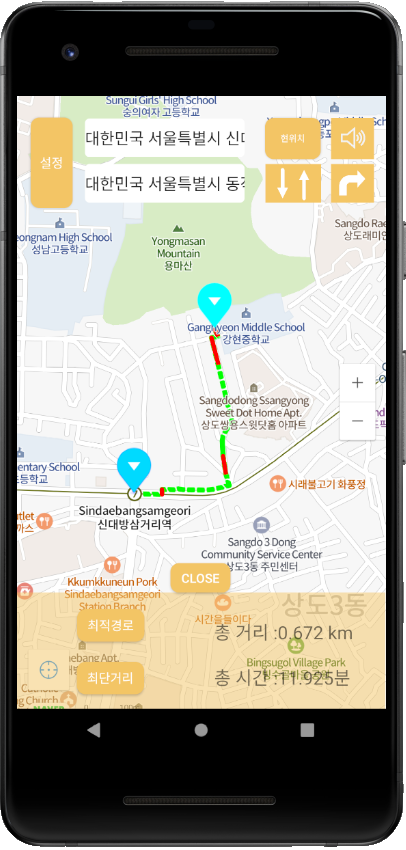 Sungui Girls' High School
숭의여자 고등학교
설정
대한민국 서울특별시 신대
현위치
대한민국 서울특별시 동작
Sangdo Rae
상도래미안
eongnam High School
성남고등학교
Yongmasan
Mountain
용마산
Ganghyeon Middle School
강현중학교
+
−
Sangdodong Ssangyong
Sweet Dot Home Apt.
상도쌍용스윗닷홈 아파트
entary School
초등학교
7
시래불고기 화풍정
Sindaebangsamgeori
신대방삼거리역
Sangdo 3 Dong
Community Service Center
상도3동 주민센터
Kkumkkuneun Pork
Sindaebangsamgeori
Station Branch
CLOSE
상도3동
시간을들이다
최적경로
총 거리 :0.672 km
ebang Apt.
Bingsugol Village Park
최단거리
총 시간 :11.925분